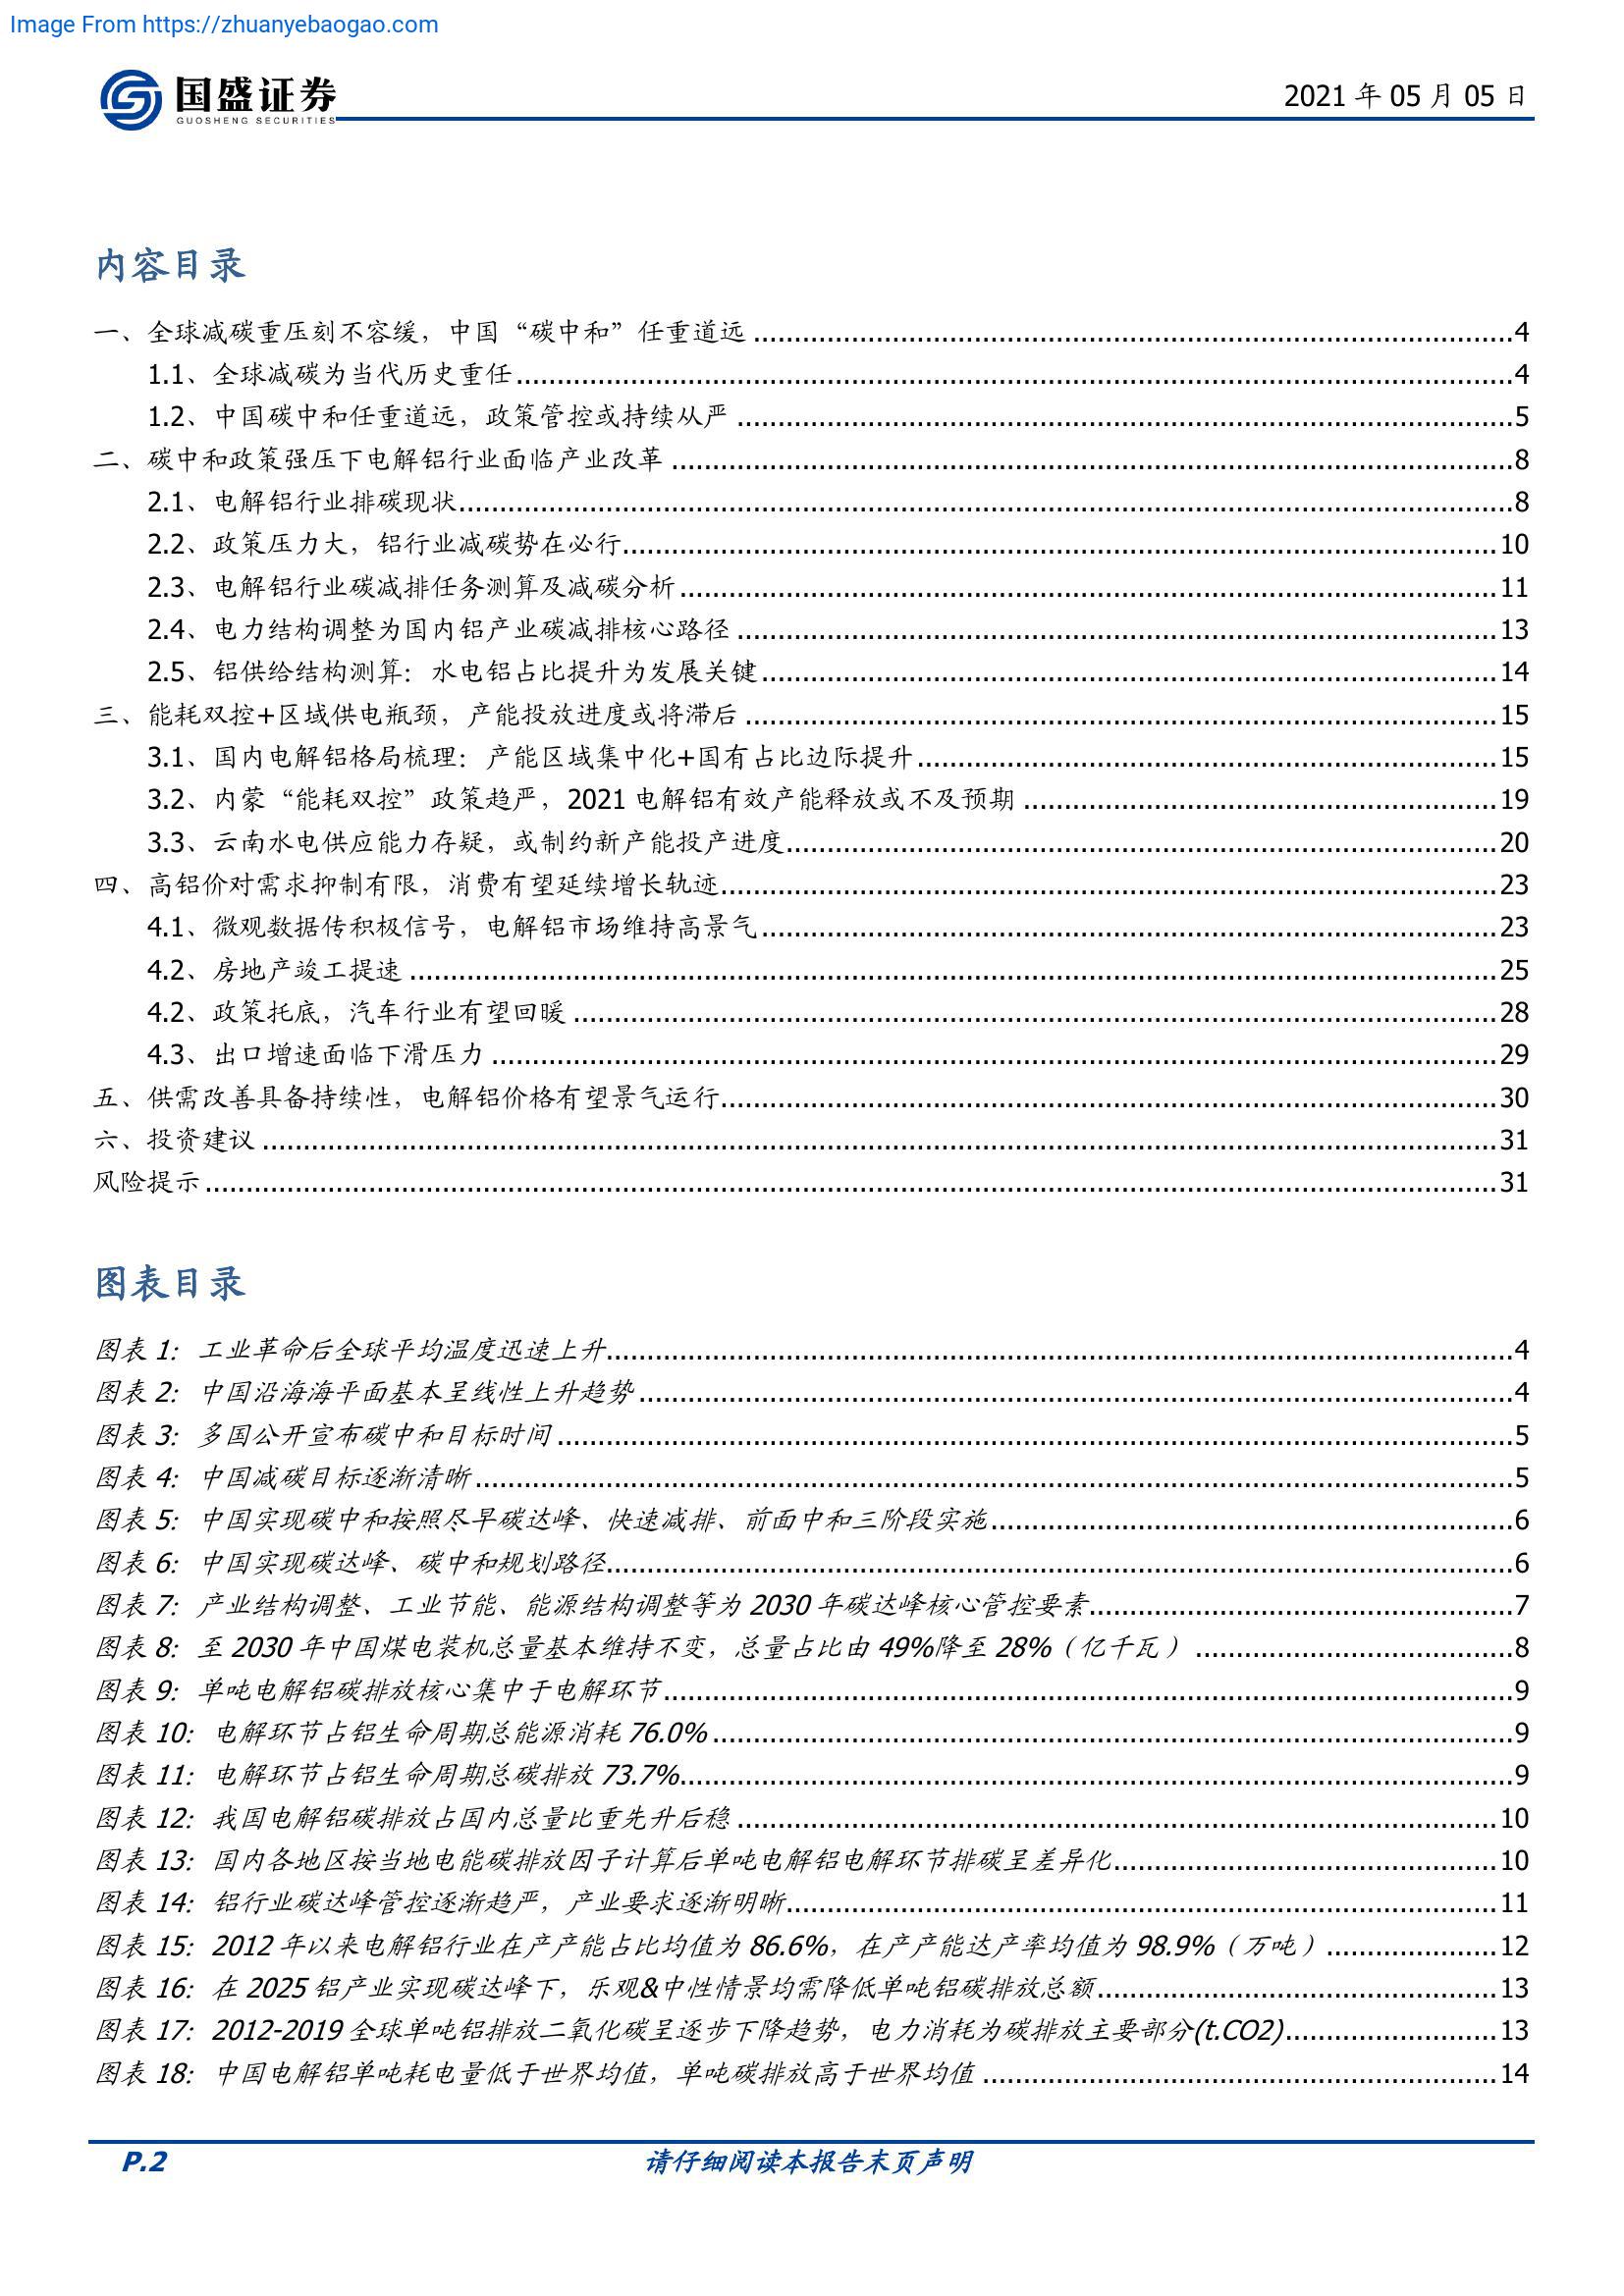 Image From https://zhuanyebaogao.com
国盛证券
GUOSHENG SECURITIES
2021 年 05 月 05 日
内容目录
一、全球减碳重压刻不容缓，中国“碳中和”任重道远 4
1.1、全球减碳为当代历史重任 4
1.2、中国碳中和任重道远，政策管控或持续从严 5
二、碳中和政策强压下电解铝行业面临产业改革 8
2.1、电解铝行业排碳现状 8
2.2、政策压力大，铝行业减碳势在必行 10
2.3、电解铝行业碳减排任务测算及减碳分析 11
2.4、电力结构调整为国内铝产业碳减排核心路径 13
2.5、铝供给结构测算：水电铝占比提升为发展关键 14
三、能耗双控+区域供电瓶颈，产能投放进度或将滞后 15
3.1、国内电解铝格局梳理：产能区域集中化+国有占比边际提升 15
3.2、内蒙“能耗双控”政策趋严，2021 电解铝有效产能释放或不及预期 19
3.3、云南水电供应能力存疑，或制约新产能投产进度 20
四、高铝价对需求抑制有限，消费有望延续增长轨迹 23
4.1、微观数据传积极信号，电解铝市场维持高景气 23
4.2、房地产竣工提速 25
4.2、政策托底，汽车行业有望回暖 28
4.3、出口增速面临下滑压力 29
五、供需改善具备持续性，电解铝价格有望景气运行 30
六、投资建议 31
风险提示 31
图表目录
图表 1：工业革命后全球平均温度迅速上升 4
图表 2：中国沿海海平面基本呈线性上升趋势 4
图表 3：多国公开宣布碳中和目标时间 5
图表 4：中国减碳目标逐渐清晰 5
图表 5：中国实现碳中和按照尽早碳达峰、快速减排、前面中和三阶段实施 6
图表 6：中国实现碳达峰、碳中和规划路径 6
图表 7：产业结构调整、工业节能、能源结构调整等为 2030 年碳达峰核心管控要素 7
图表 8：至 2030 年中国煤电装机总量基本维持不变，总量占比由 49%降至 28%（亿千瓦） 8
图表 9：单吨电解铝碳排放核心集中于电解环节 9
图表 10：电解环节占铝生命周期总能源消耗 76.0% 9
图表 11：电解环节占铝生命周期总碳排放 73.7% 9
图表 12：我国电解铝碳排放占国内总量比重先升后稳 10
图表 13：国内各地区按当地电能碳排放因子计算后单吨电解铝电解环节排碳呈差异化 10
图表 14：铝行业碳达峰管控逐渐趋严，产业要求逐渐明晰 11
图表 15：2012 年以来电解铝行业在产产能占比均值为 86.6%，在产产能达产率均值为 98.9%（万吨） 12
图表 16：在 2025 铝产业实现碳达峰下，乐观&中性情景均需降低单吨铝碳排放总额 13
图表 17：2012-2019 全球单吨铝排放二氧化碳呈逐步下降趋势，电力消耗为碳排放主要部分(t.CO2) 13
图表 18：中国电解铝单吨耗电量低于世界均值，单吨碳排放高于世界均值 14
P.2
请仔细阅读本报告末页声明